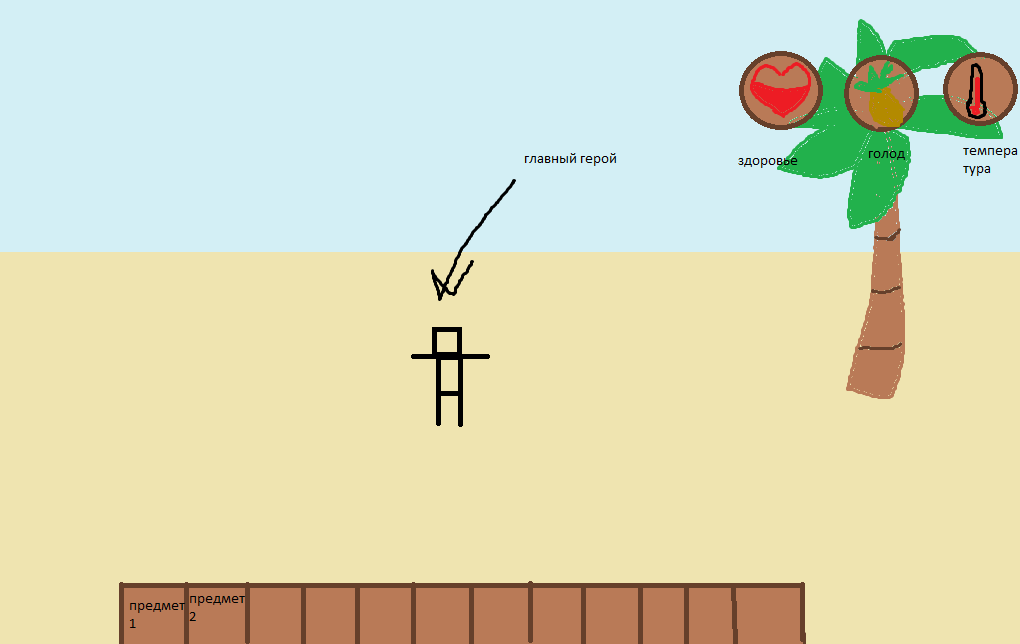 главный герой
здоровье
голод
темпера
тура
предмет
1
предмет
2